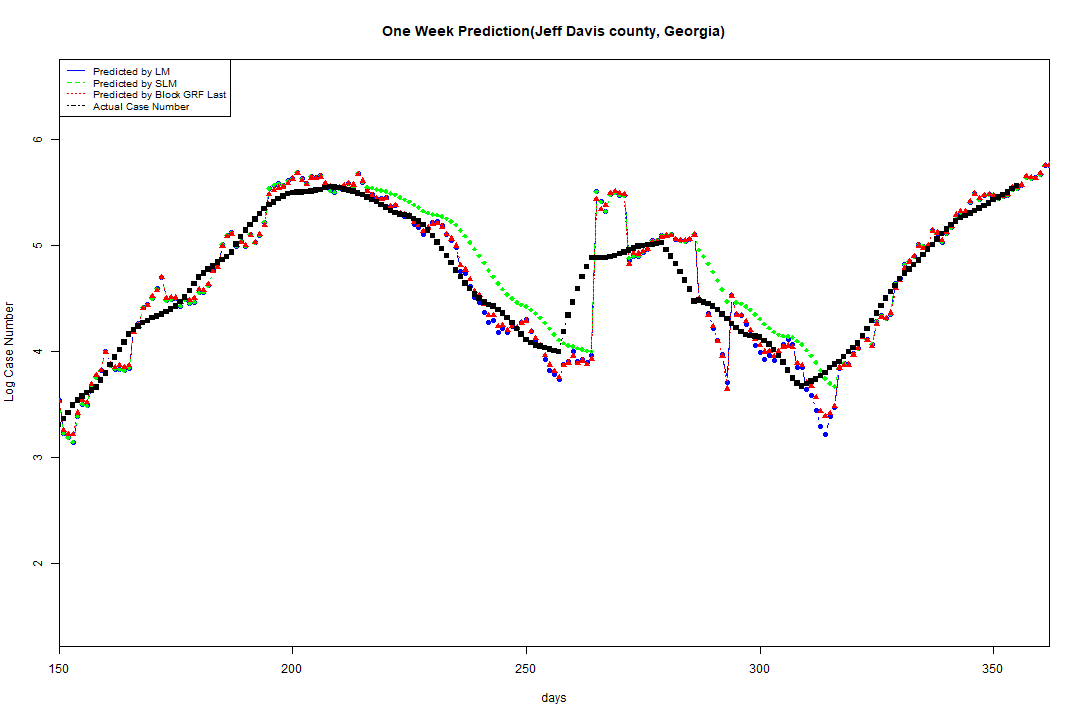 One Week Prediction(Jeff Davis county, Georgia)
Predicted by LM
Predicted by SLM
Predicted by Block GRF Last
Actual Case Number
Log Case Number
6
5
4
3
2
150 200 250 300 350
days